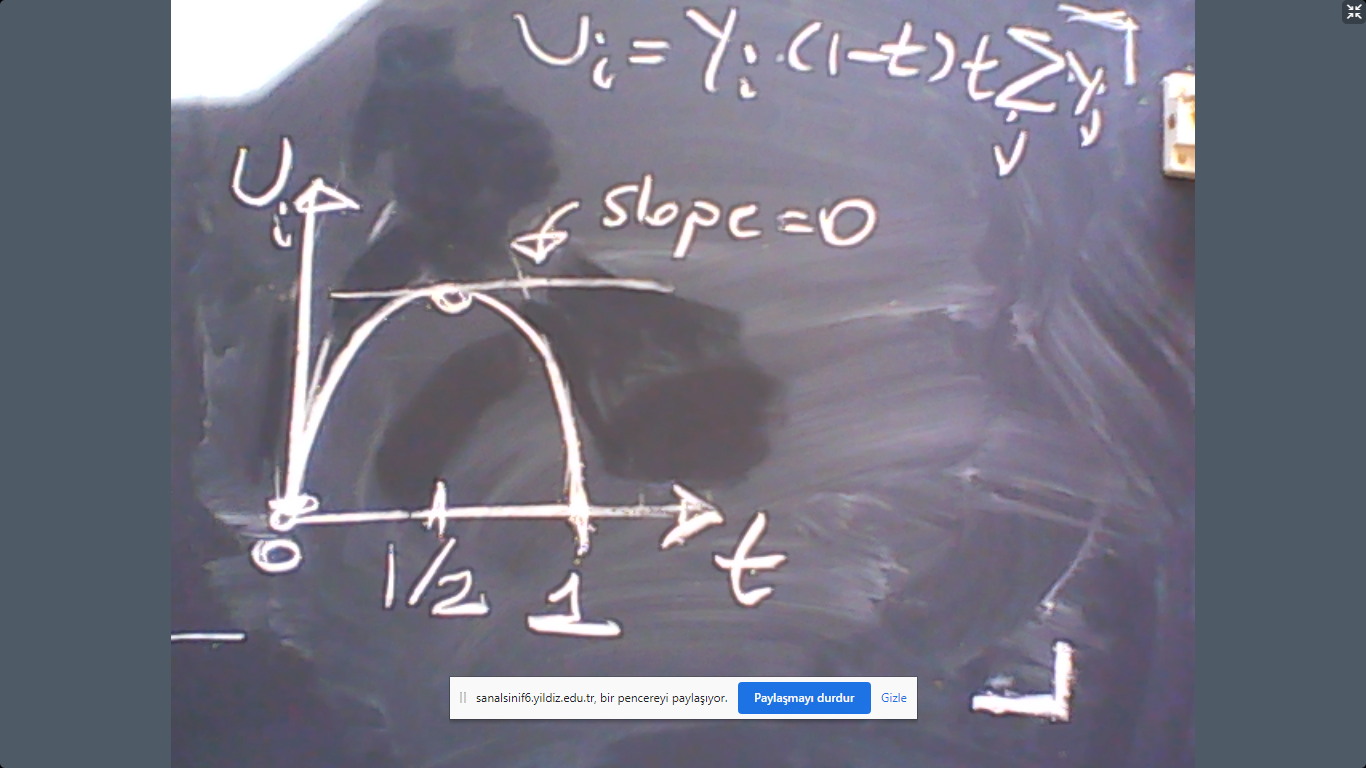 Ui = Yi · (1-t) t Σj yj
Ui
slope = 0
0
1/2
1
t
sanalsinif6.yildiz.edu.tr, bir pencereyi paylaşıyor. Paylaşmayı durdur Gizle